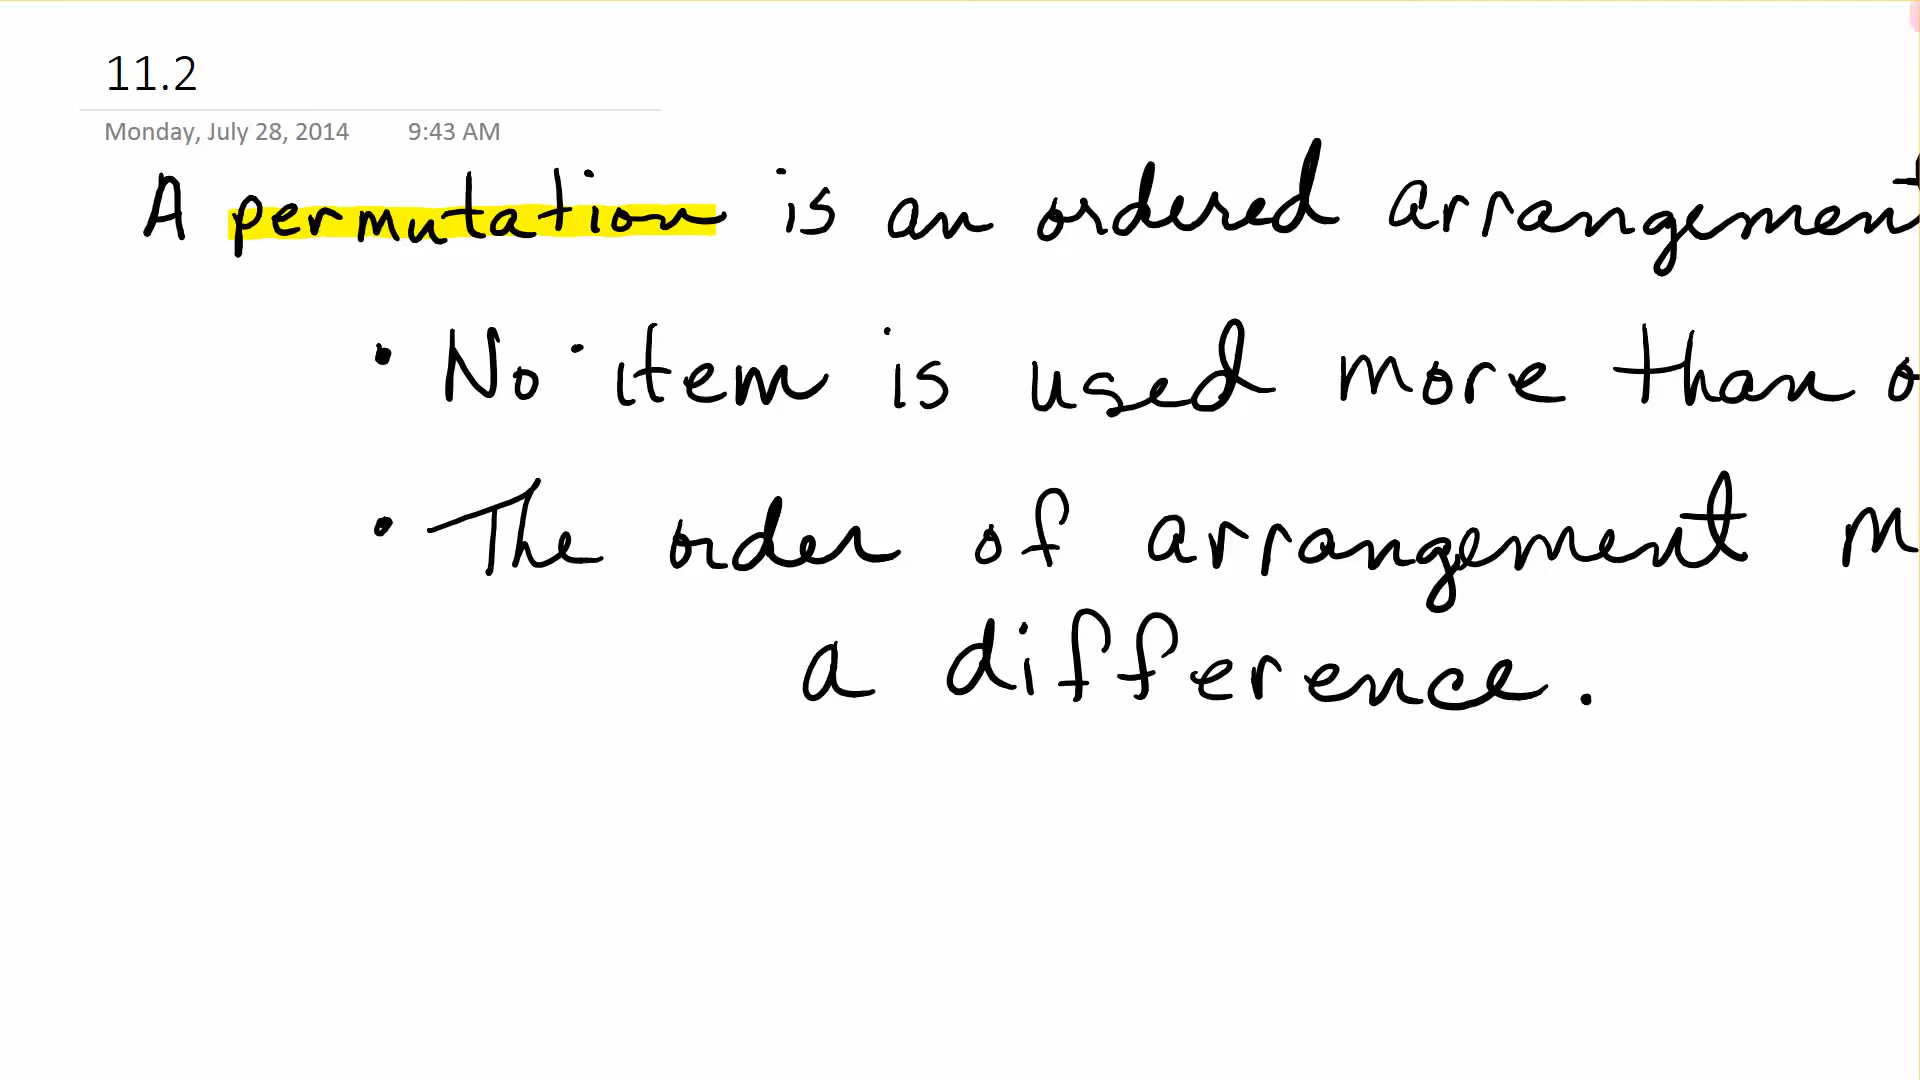 11.2
Monday, July 28, 2014 9:43 AM
A permutation is an ordered arrangement
• No item is used more than o
• The order of arrangement m
a difference.